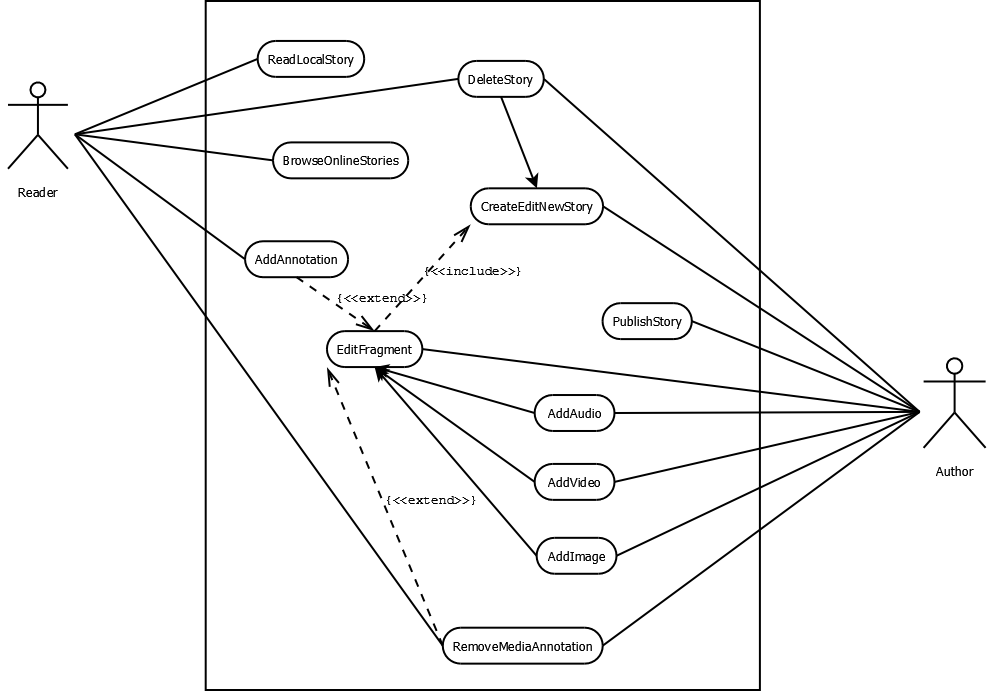 ReadLocalStory
DeleteStory
Reader
BrowseOnlineStories
CreateEditNewStory
AddAnnotation
{<<include>>}
{<<extend>>}
PublishStory
EditFragment
AddAudio
Author
AddVideo
{<<extend>>}
AddImage
RemoveMediaAnnotation